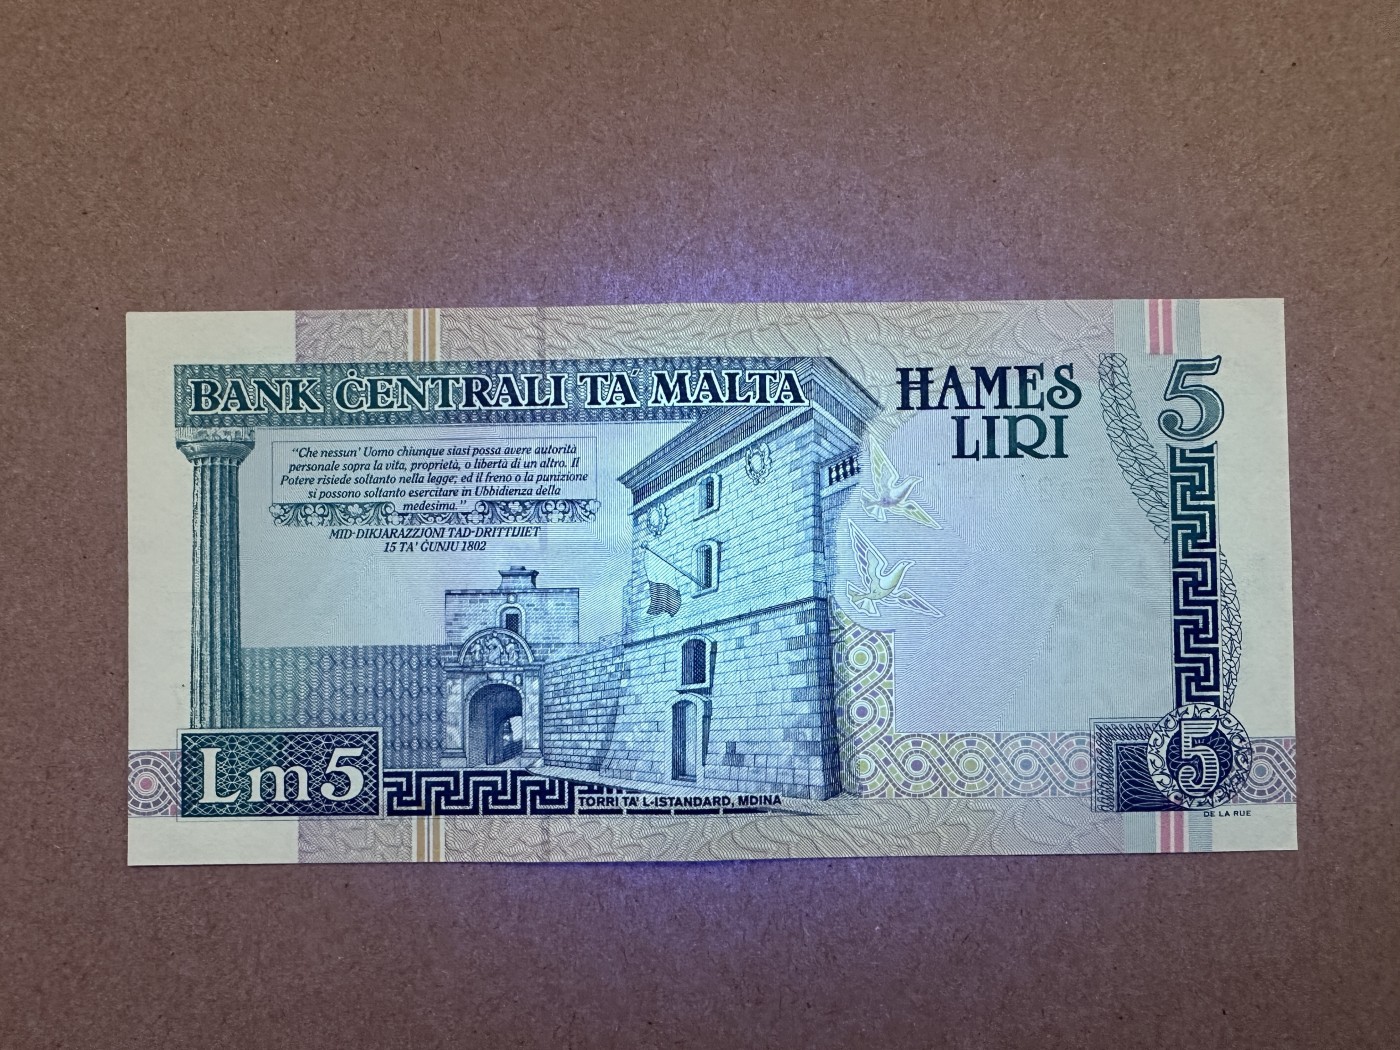 BANK ĊENTRALI TA' MALTA
ĦAMES
LIRI
5
"Che nessun' Uomo chiunque siasi possa avere autorità
personale sopra la vita, proprietà, o libertà di un altro. Il
Potere risiede soltanto nella legge; ed il freno o la punizione
si possono soltanto esercitare in Ubbidienza della
medesima."
MID-DIKJARAZZJONI TAD-DRITTIJIET
15 TA' ĠUNJU 1802
Lm5
TORRI TA' L-ISTANDARD, MDINA
5
DE LA RUE